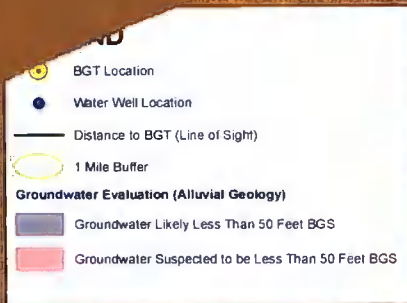 BGT Location
Water Well Location
Distance to BGT (Line of Sight)
1 Mile Buffer
Groundwater Evaluation (Alluvial Geology)
Groundwater Likely Less Than 50 Feet BGS
Groundwater Suspected to be Less Than 50 Feet BGS